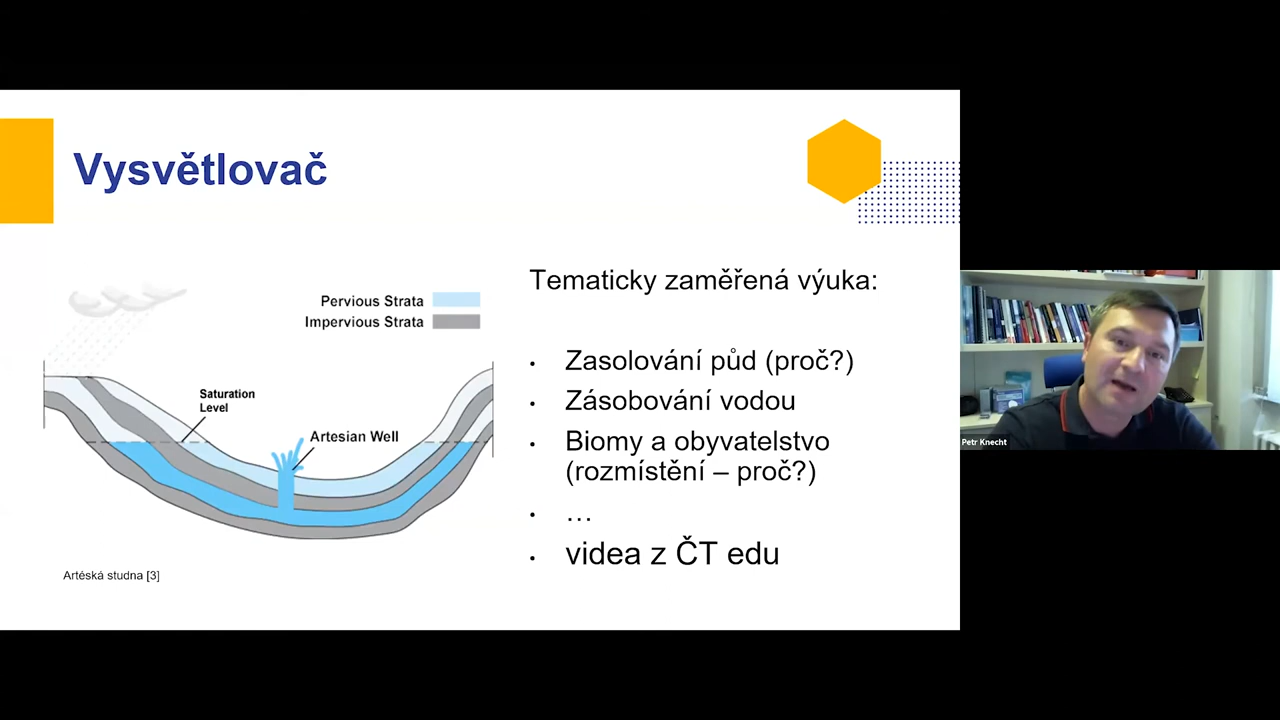 Vysvětlovač
Pervious Strata
Impervious Strata
Saturation
Level
Artesian Well
Artéská studna [3]
Tematicky zaměřená výuka:
• Zasolování půd (proč?)
• Zásobování vodou
• Biomy a obyvatelstvo
(rozmístění – proč?)
• …
• videa z ČT edu
Petr Knecht